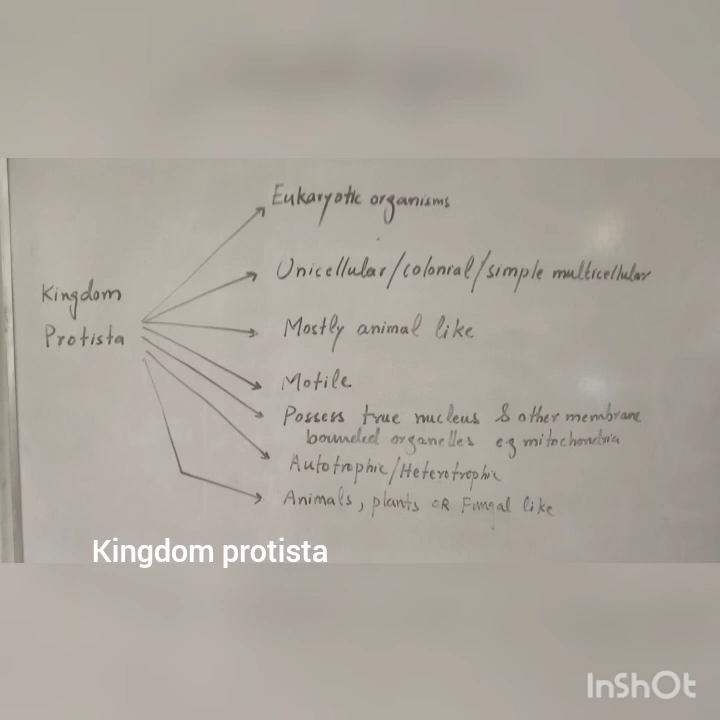 Eukaryotic organisms
Unicellular/colonial/simple multicellular
Kingdom
Protista
Mostly animal like
Motile
Possess true nucleus & other membrane
bounded organelles eg mitochondria
Autotrophic/Heterotrophic
Animals, plants OR Fungal like
Kingdom protista
InShOt